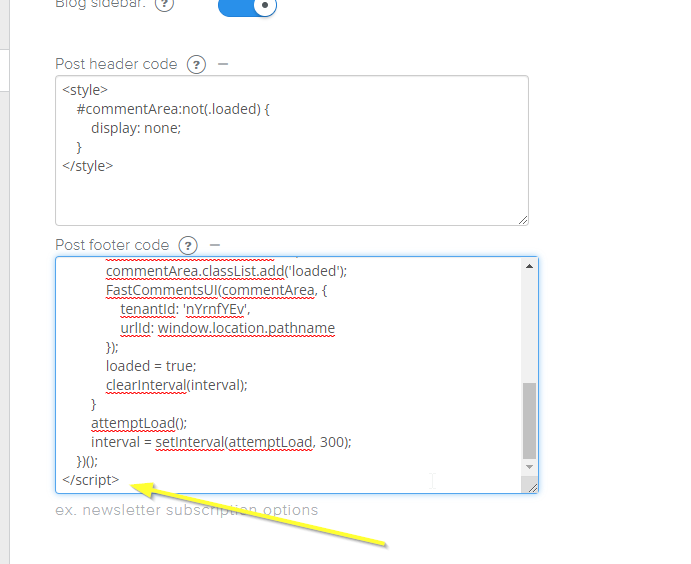 Blog sidebar: ?
Post header code ? –
<style>
#commentArea:not(.loaded) {
display: none;
}
</style>
Post footer code ? –
commentArea.classList.add('loaded');
FastCommentsUI(commentArea, {
tenantId: 'nYrnfYEv',
urlId: window.location.pathname
});
loaded = true;
clearInterval(interval);
}
attemptLoad();
interval = setInterval(attemptLoad, 300);
})();
</script>
ex. newsletter subscription options